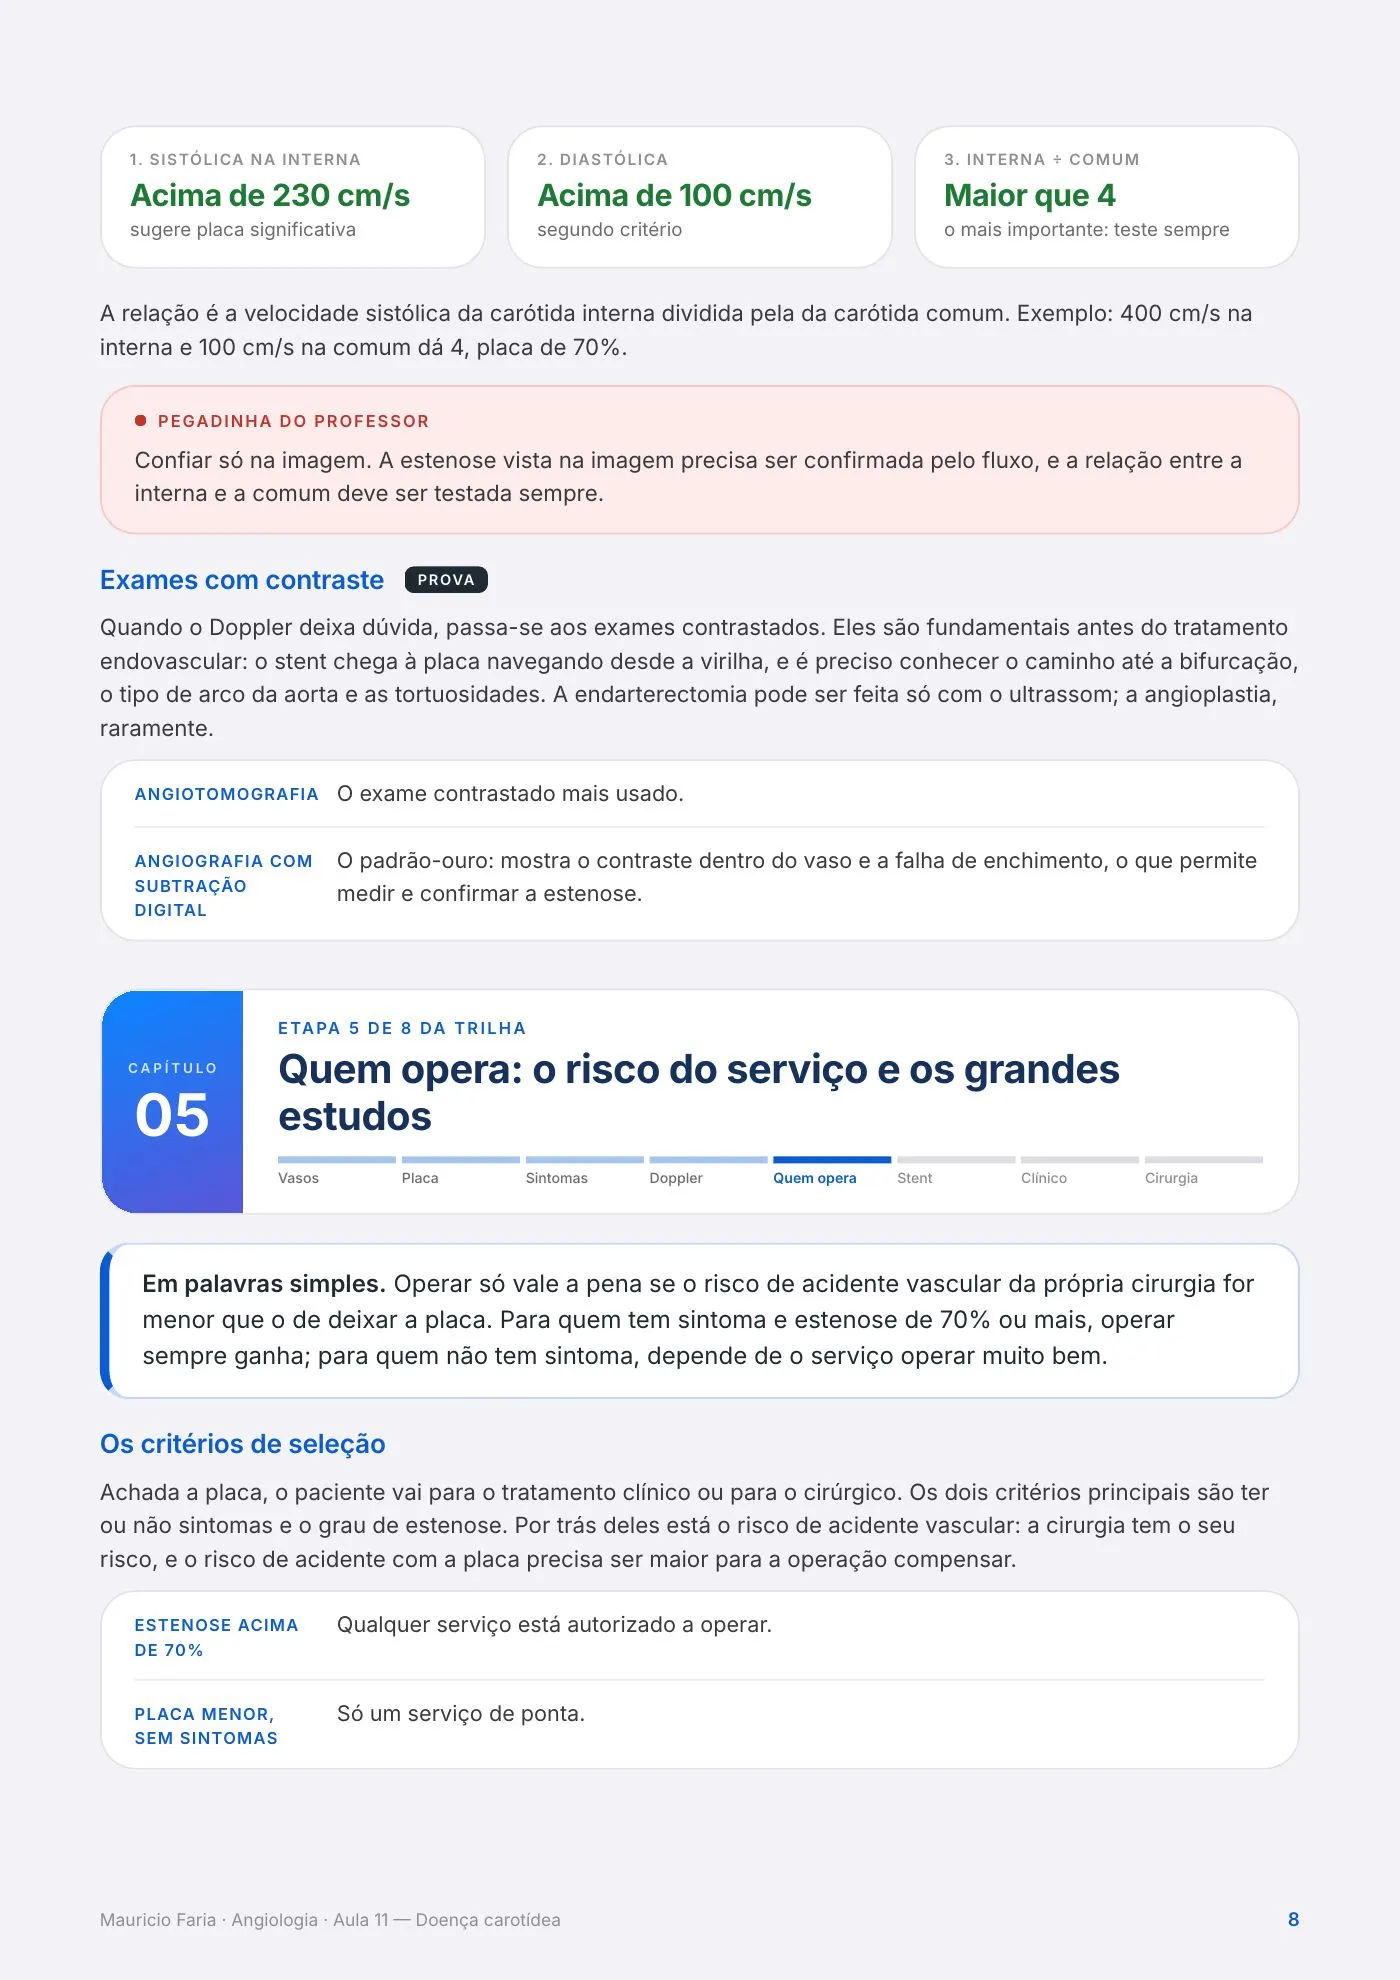 1. SISTÓLICA NA INTERNA
Acima de 230 cm/s
sugere placa significativa
2. DIASTÓLICA
Acima de 100 cm/s
segundo critério
3. INTERNA ÷ COMUM
Maior que 4
o mais importante: teste sempre
A relação é a velocidade sistólica da carótida interna dividida pela da carótida comum. Exemplo: 400 cm/s na
interna e 100 cm/s na comum dá 4, placa de 70%.
PEGADINHA DO PROFESSOR
Confiar só na imagem. A estenose vista na imagem precisa ser confirmada pelo fluxo, e a relação entre a
interna e a comum deve ser testada sempre.
Exames com contraste PROVA
Quando o Doppler deixa dúvida, passa-se aos exames contrastados. Eles são fundamentais antes do tratamento
endovascular: o stent chega à placa navegando desde a virilha, e é preciso conhecer o caminho até a bifurcação,
o tipo de arco da aorta e as tortuosidades. A endarterectomia pode ser feita só com o ultrassom; a angioplastia,
raramente.
ANGIOTOMOGRAFIA O exame contrastado mais usado.
ANGIOGRAFIA COM
SUBTRAÇÃO
DIGITAL
O padrão-ouro: mostra o contraste dentro do vaso e a falha de enchimento, o que permite
medir e confirmar a estenose.
CAPÍTULO
05
ETAPA 5 DE 8 DA TRILHA
Quem opera: o risco do serviço e os grandes
estudos
Vasos Placa Sintomas Doppler Quem opera Stent Clínico Cirurgia
Em palavras simples. Operar só vale a pena se o risco de acidente vascular da própria cirurgia for
menor que o de deixar a placa. Para quem tem sintoma e estenose de 70% ou mais, operar
sempre ganha; para quem não tem sintoma, depende de o serviço operar muito bem.
Os critérios de seleção
Achada a placa, o paciente vai para o tratamento clínico ou para o cirúrgico. Os dois critérios principais são ter
ou não sintomas e o grau de estenose. Por trás deles está o risco de acidente vascular: a cirurgia tem o seu
risco, e o risco de acidente com a placa precisa ser maior para a operação compensar.
ESTENOSE ACIMA
DE 70%
Qualquer serviço está autorizado a operar.
PLACA MENOR,
SEM SINTOMAS
Só um serviço de ponta.
Mauricio Faria · Angiologia · Aula 11 — Doença carotídea
8